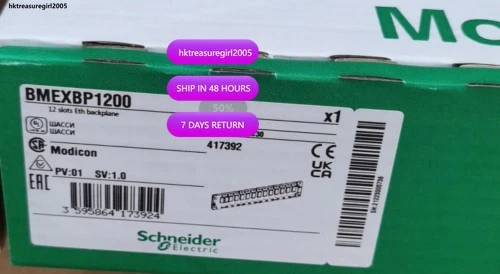 hktreasuregirl2005
Mo
hktreasuregirl2005
SHIP IN 48 HOURS
50%
7 DAYS RETURN
BMEXBP1200
x1
12 slots Eth backplane
ШАССИ
ШАССИ
417392
Modicon
CE
UK
CA
EAC
PV:01 SV:1.0
3 595864 173924
Schneider
Electric